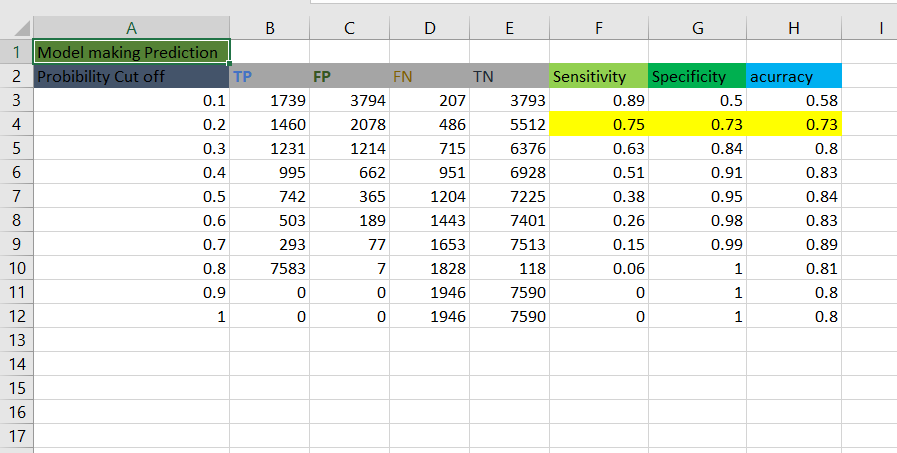 A B C D E F G H I
1 Model making Prediction
2 Probibility Cut off TP FP FN TN Sensitivity Specificity acurracy
3 0.1 1739 3794 207 3793 0.89 0.5 0.58
4 0.2 1460 2078 486 5512 0.75 0.73 0.73
5 0.3 1231 1214 715 6376 0.63 0.84 0.8
6 0.4 995 662 951 6928 0.51 0.91 0.83
7 0.5 742 365 1204 7225 0.38 0.95 0.84
8 0.6 503 189 1443 7401 0.26 0.98 0.83
9 0.7 293 77 1653 7513 0.15 0.99 0.89
10 0.8 7583 7 1828 118 0.06 1 0.81
11 0.9 0 0 1946 7590 0 1 0.8
12 1 0 0 1946 7590 0 1 0.8
13
14
15
16
17